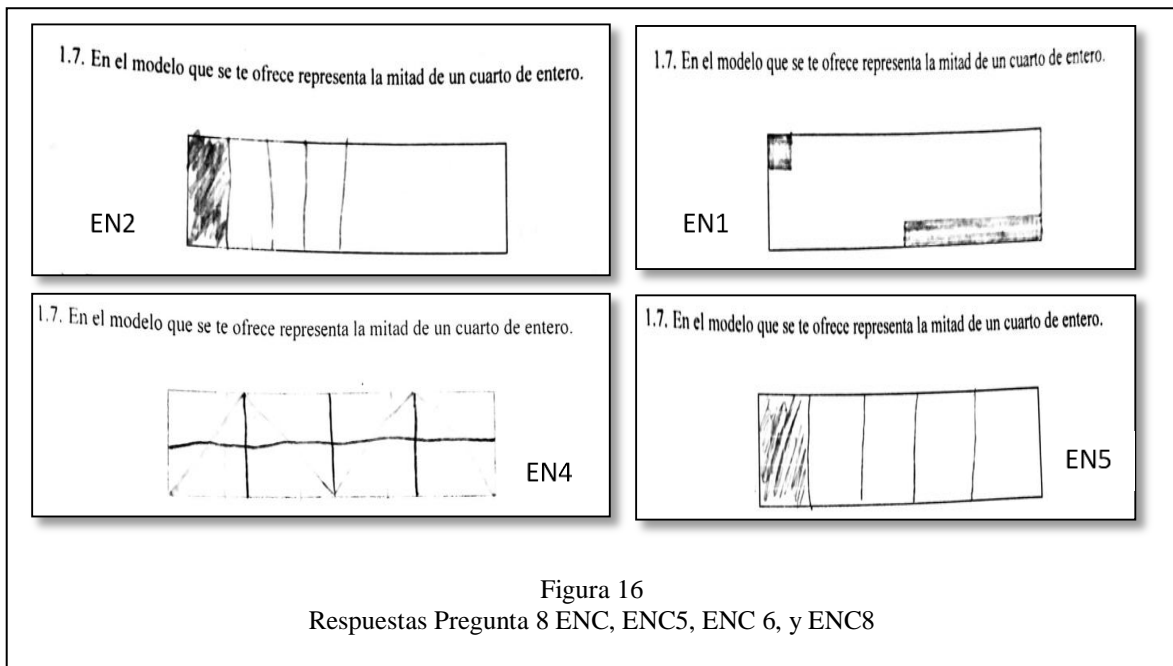 1.7. En el modelo que se te ofrece representa la mitad de un cuarto de entero.
EN2
1.7. En el modelo que se te ofrece representa la mitad de un cuarto de entero.
EN1
1.7. En el modelo que se te ofrece representa la mitad de un cuarto de entero.
EN4
1.7. En el modelo que se te ofrece representa la mitad de un cuarto de entero.
EN5
Figura 16
Respuestas Pregunta 8 ENC, ENC5, ENC 6, y ENC8